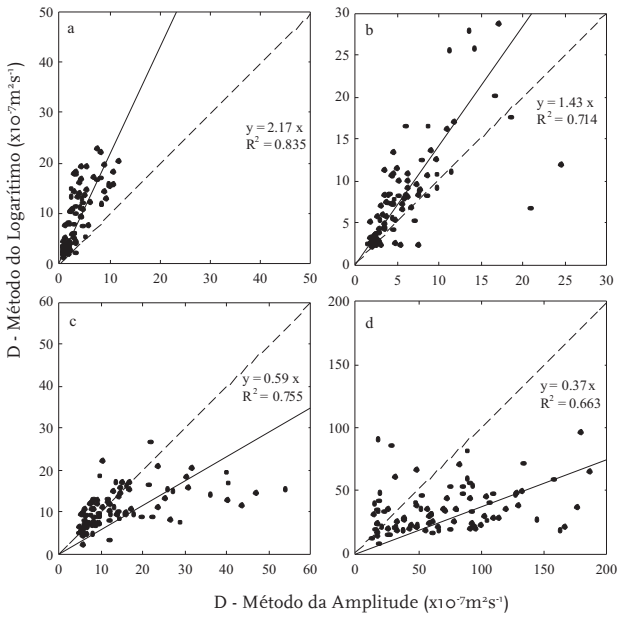 D - Método do Logarítimo (x10⁻⁷m²s⁻¹)
a
50
40
30
20
10
0
0 10 20 30 40 50
y = 2.17 x
R² = 0.835
b
30
25
20
15
10
5
0
0 5 10 15 20 25 30
y = 1.43 x
R² = 0.714
c
60
50
40
30
20
10
0
0 10 20 30 40 50 60
y = 0.59 x
R² = 0.755
d
200
150
100
50
0
0 50 100 150 200
y = 0.37 x
R² = 0.663
D - Método da Amplitude (x10⁻⁷m²s⁻¹)